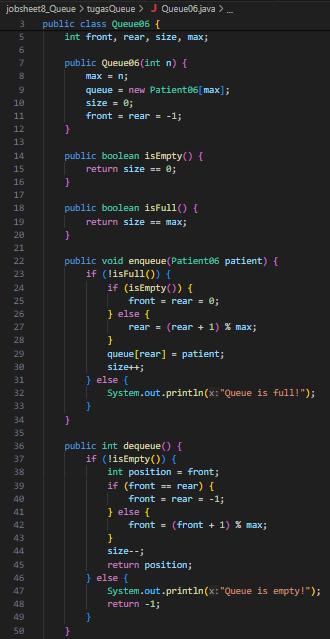 jobsheet8_Queue > tugasQueue > J Queue06.java > ...
3 public class Queue06 {
5 int front, rear, size, max;
6
7 public Queue06(int n) {
8 max = n;
9 queue = new Patient06[max];
10 size = 0;
11 front = rear = -1;
12 }
13
14 public boolean isEmpty() {
15 return size == 0;
16 }
17
18 public boolean isFull() {
19 return size == max;
20 }
21
22 public void enqueue(Patient06 patient) {
23 if (!isFull()) {
24 if (isEmpty()) {
25 front = rear = 0;
26 } else {
27 rear = (rear + 1) % max;
28 }
29 queue[rear] = patient;
30 size++;
31 } else {
32 System.out.println(x:"Queue is full!");
33 }
34 }
35
36 public int dequeue() {
37 if (!isEmpty()) {
38 int position = front;
39 if (front == rear) {
40 front = rear = -1;
41 } else {
42 front = (front + 1) % max;
43 }
44 size--;
45 return position;
46 } else {
47 System.out.println(x:"Queue is empty!");
48 return -1;
49 }
50 }